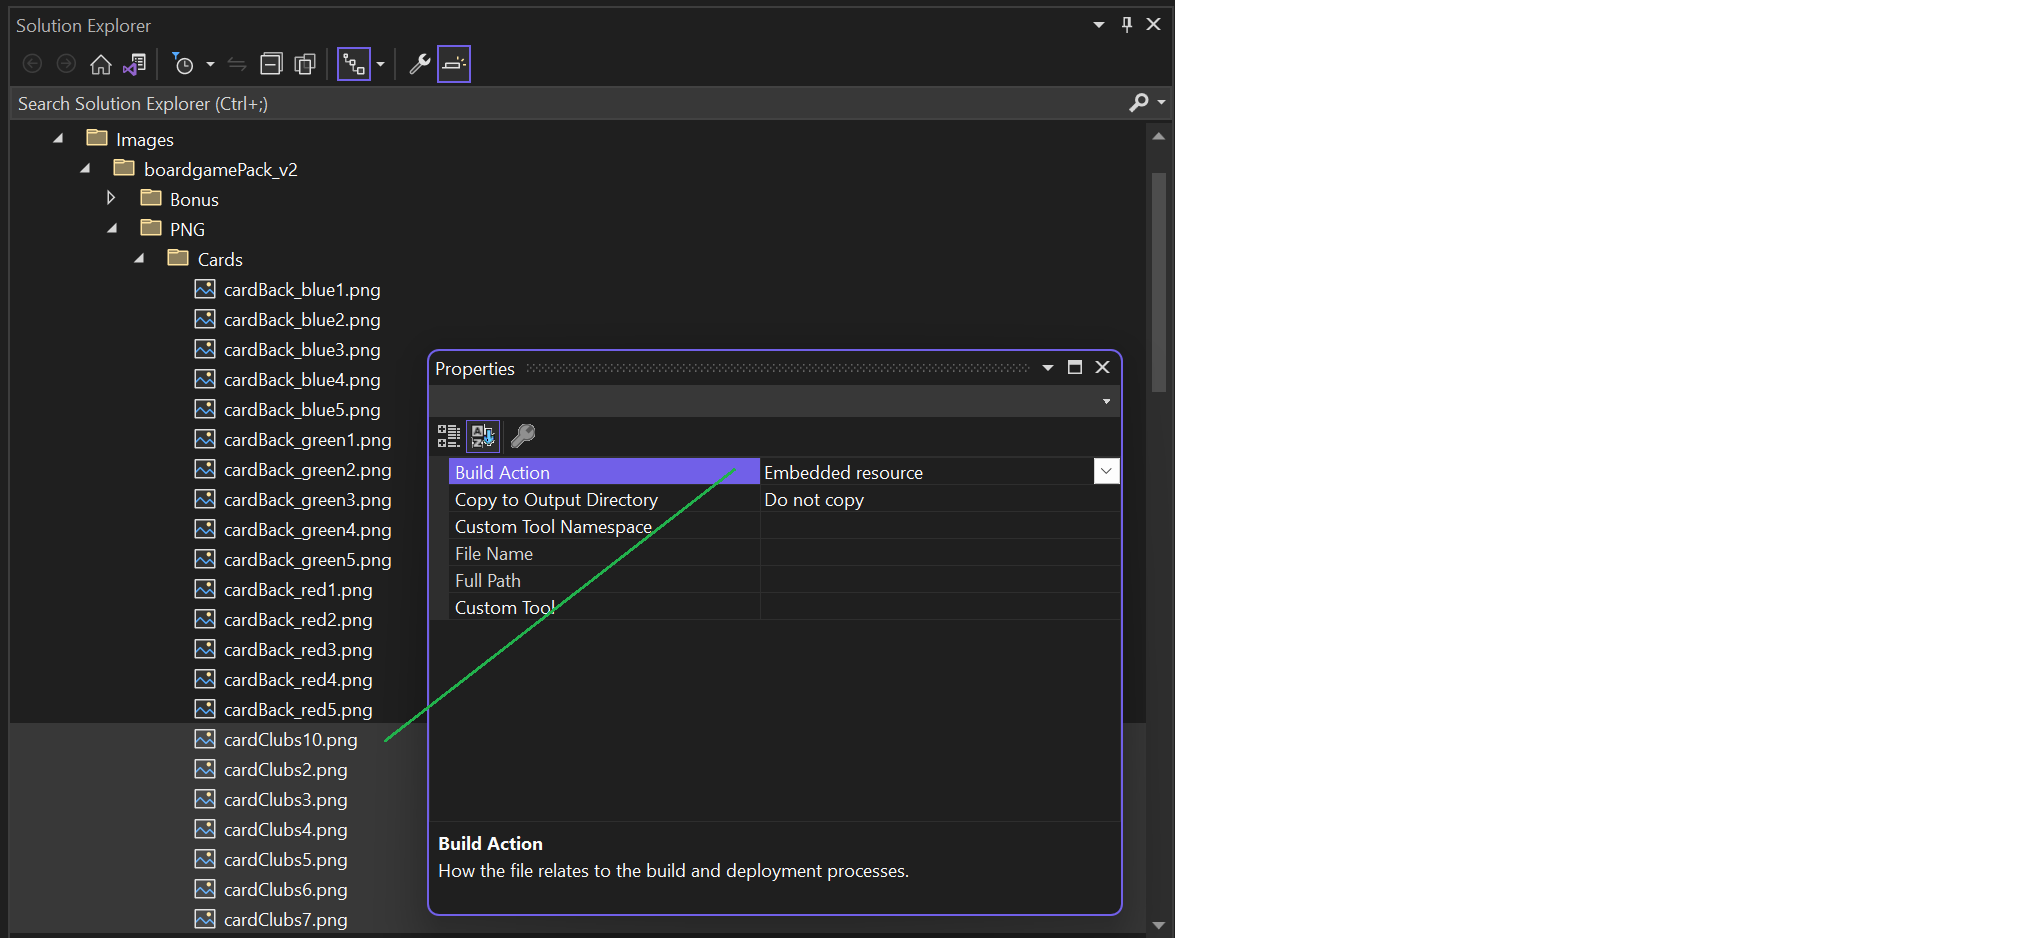 Solution Explorer
Search Solution Explorer (Ctrl+;)
Images
boardgamePack_v2
Bonus
PNG
Cards
cardBack_blue1.png
cardBack_blue2.png
cardBack_blue3.png
cardBack_blue4.png
cardBack_blue5.png
cardBack_green1.png
cardBack_green2.png
cardBack_green3.png
cardBack_green4.png
cardBack_green5.png
cardBack_red1.png
cardBack_red2.png
cardBack_red3.png
cardBack_red4.png
cardBack_red5.png
cardClubs10.png
cardClubs2.png
cardClubs3.png
cardClubs4.png
cardClubs5.png
cardClubs6.png
cardClubs7.png
Properties
Build Action Embedded resource
Copy to Output Directory Do not copy
Custom Tool Namespace
File Name
Full Path
Custom Tool
Build Action
How the file relates to the build and deployment processes.